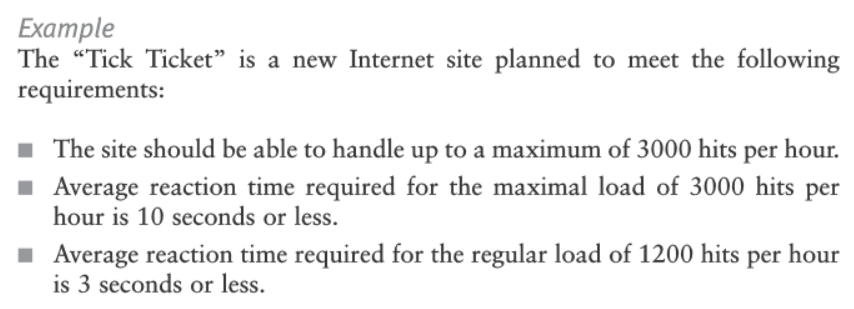 Example
The “Tick Ticket” is a new Internet site planned to meet the following
requirements:
■ The site should be able to handle up to a maximum of 3000 hits per hour.
■ Average reaction time required for the maximal load of 3000 hits per
hour is 10 seconds or less.
■ Average reaction time required for the regular load of 1200 hits per hour
is 3 seconds or less.